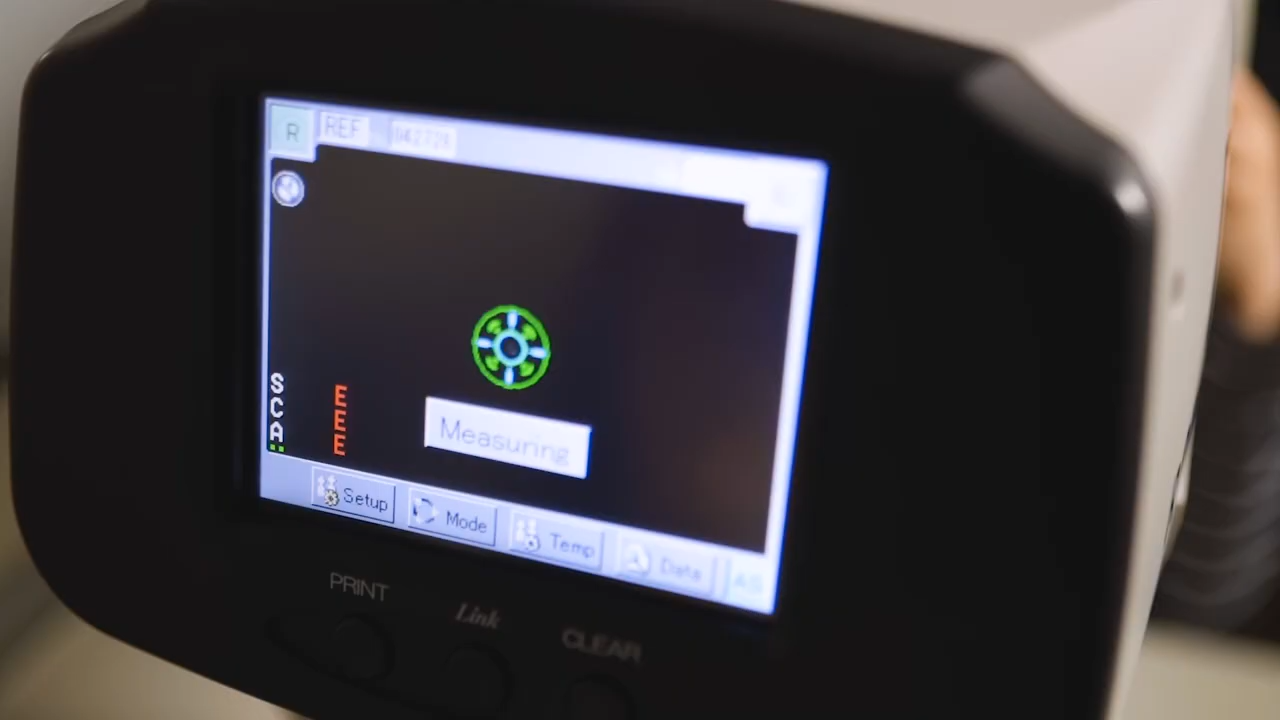 R REF
S E
C E
A E
Measuring
Setup Mode Temp Data
PRINT Link CLEAR